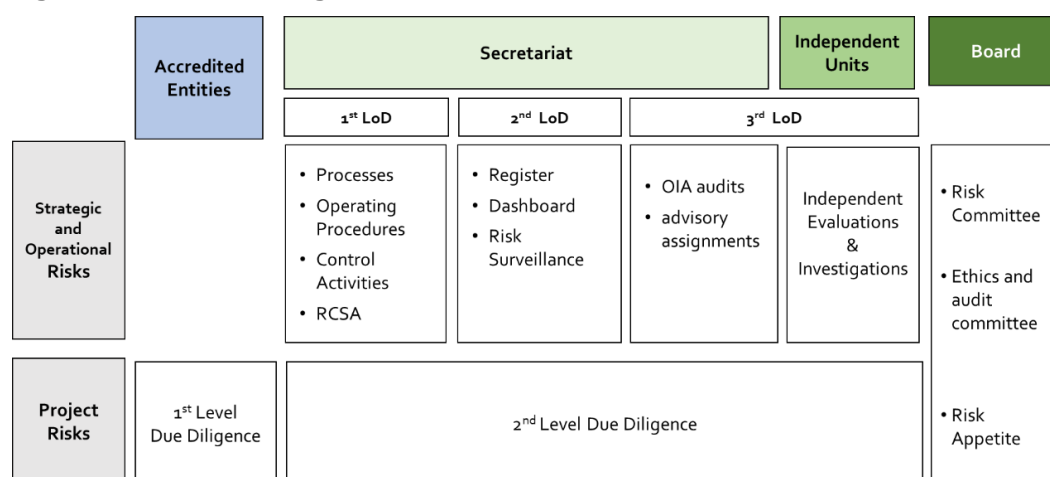 Accredited
Entities
Secretariat
Independent
Units
Board
1st LoD
2nd LoD
3rd LoD
Strategic
and
Operational
Risks
• Processes
• Operating
Procedures
• Control
Activities
• RCSA
• Register
• Dashboard
• Risk
Surveillance
• OIA audits
• advisory
assignments
Independent
Evaluations
&
Investigations
• Risk
Committee
• Ethics and
audit
committee
Project
Risks
1st Level
Due Diligence
2nd Level Due Diligence
• Risk
Appetite